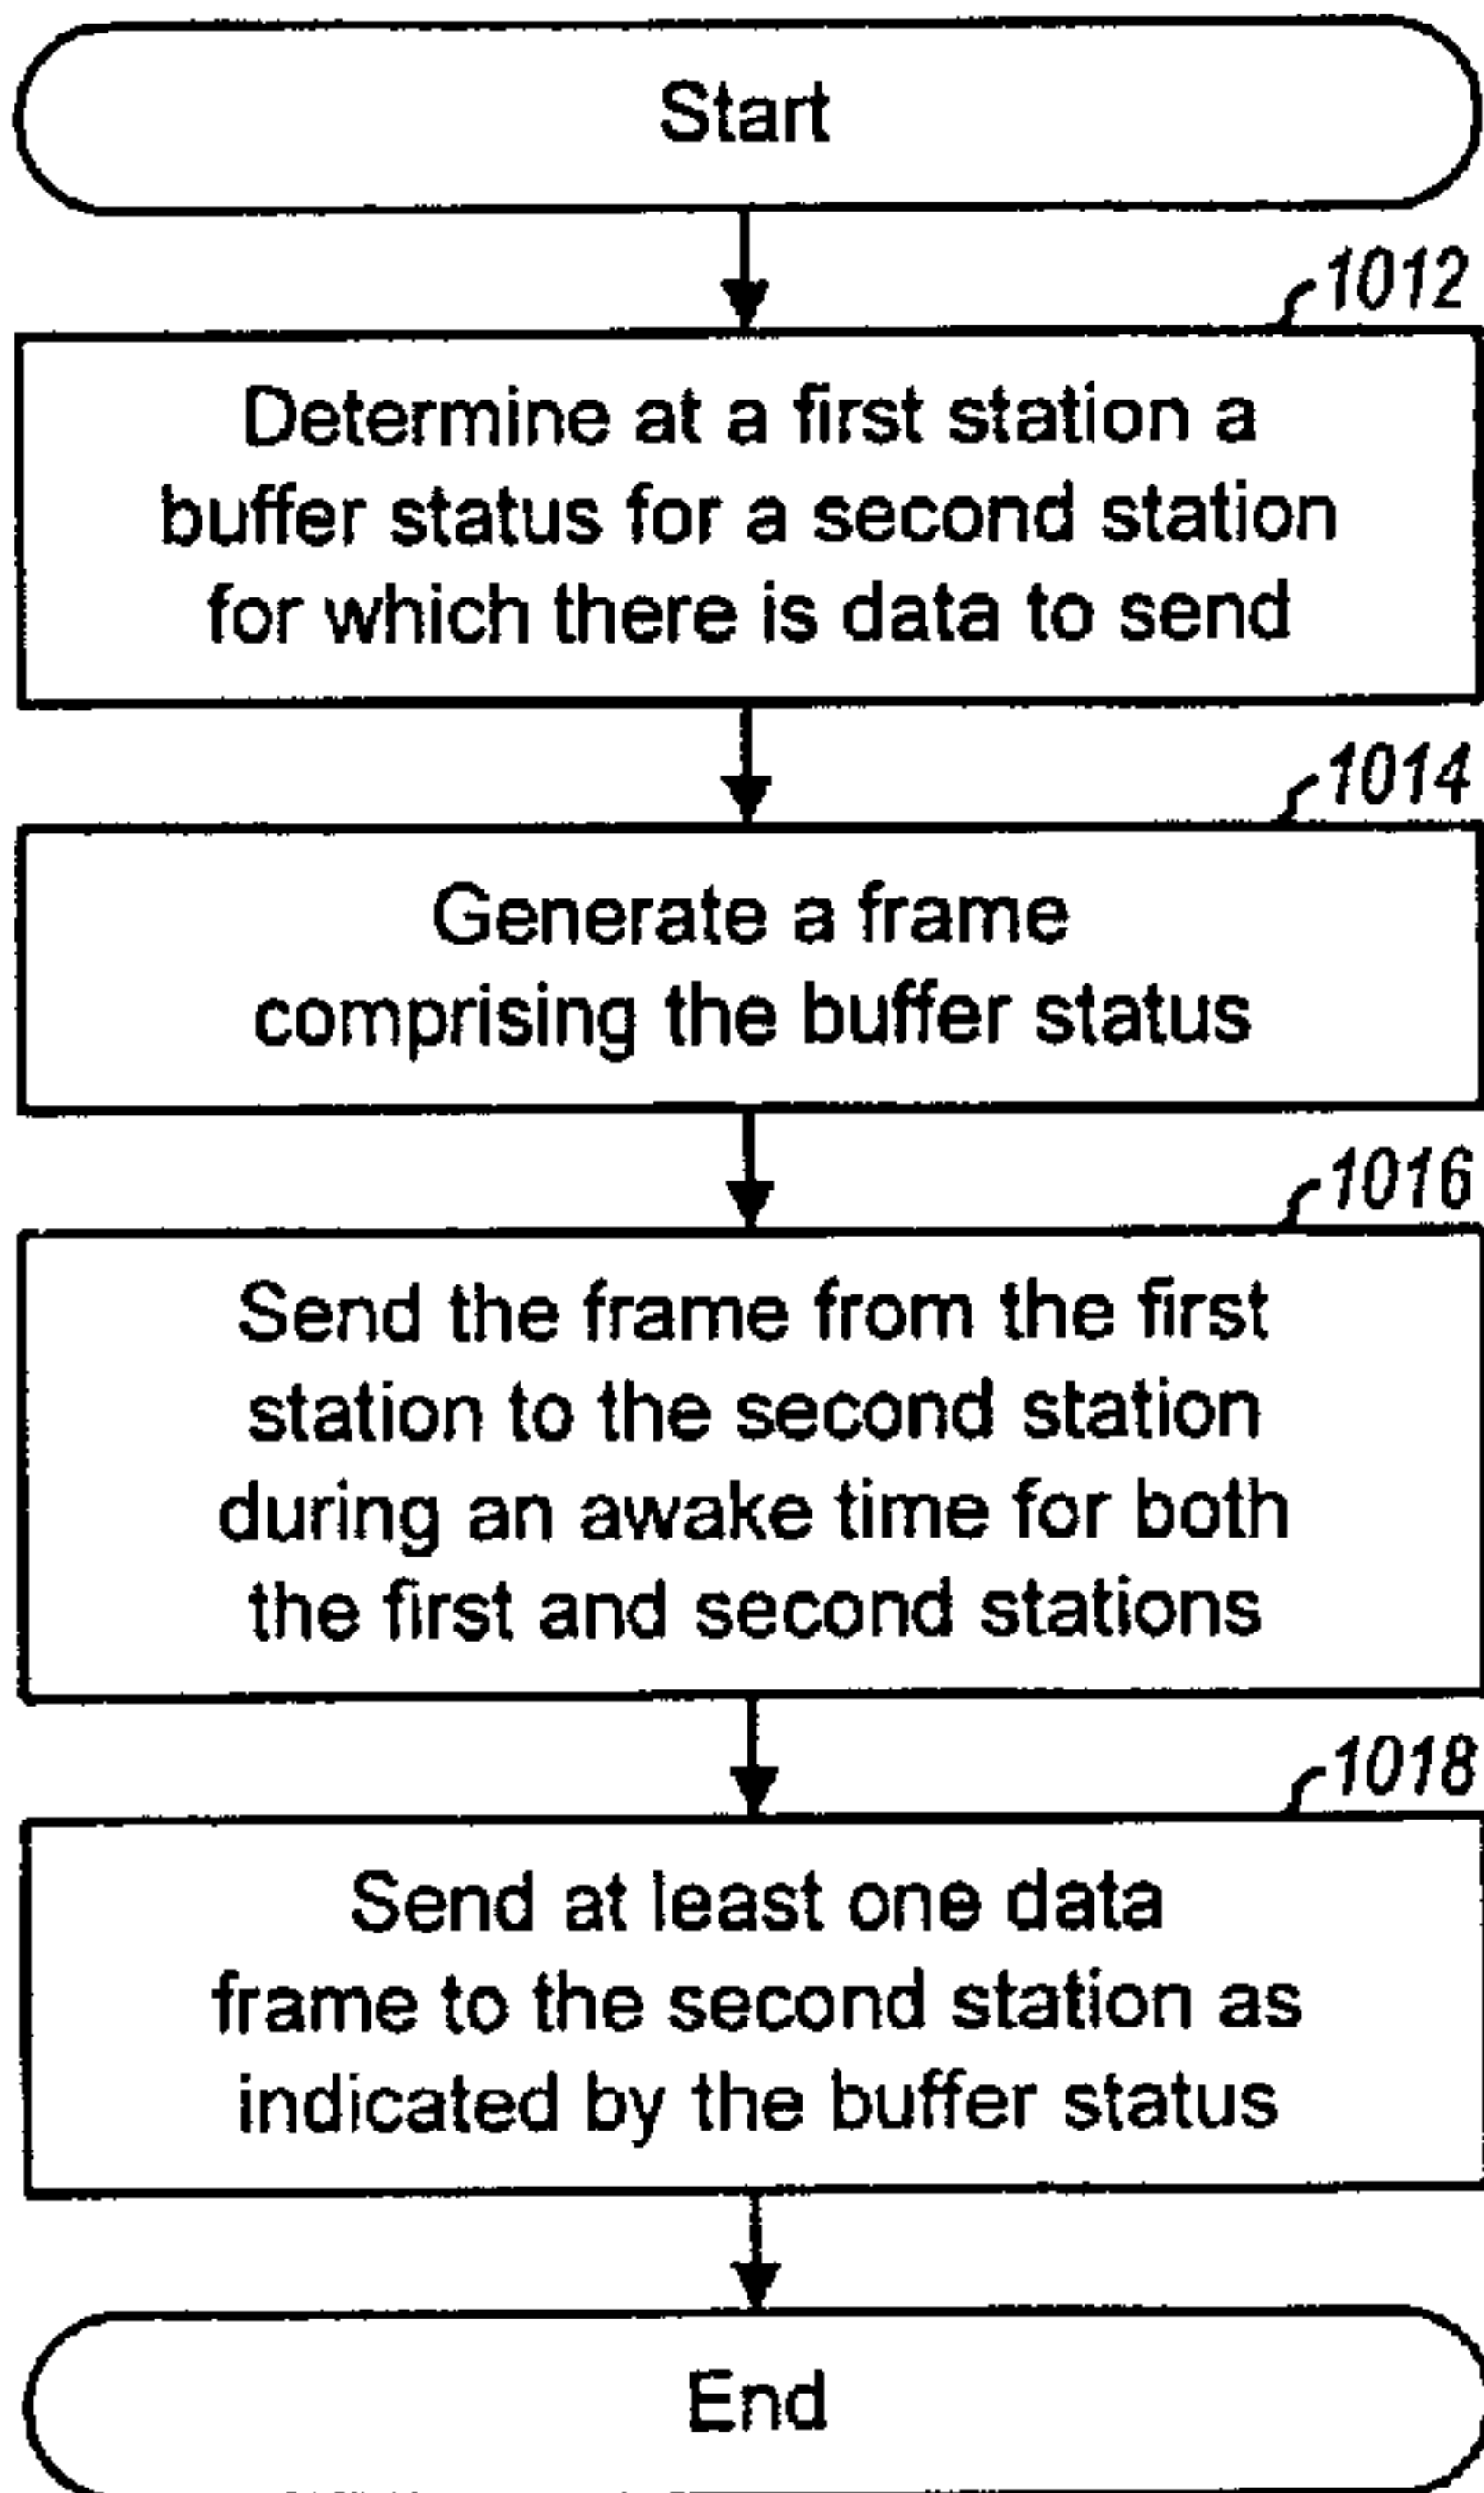 Start
1012
Determine at a first station a
buffer status for a second station
for which there is data to send
1014
Generate a frame
comprising the buffer status
1016
Send the frame from the first
station to the second station
during an awake time for both
the first and second stations
1018
Send at least one data
frame to the second station as
indicated by the buffer status
End